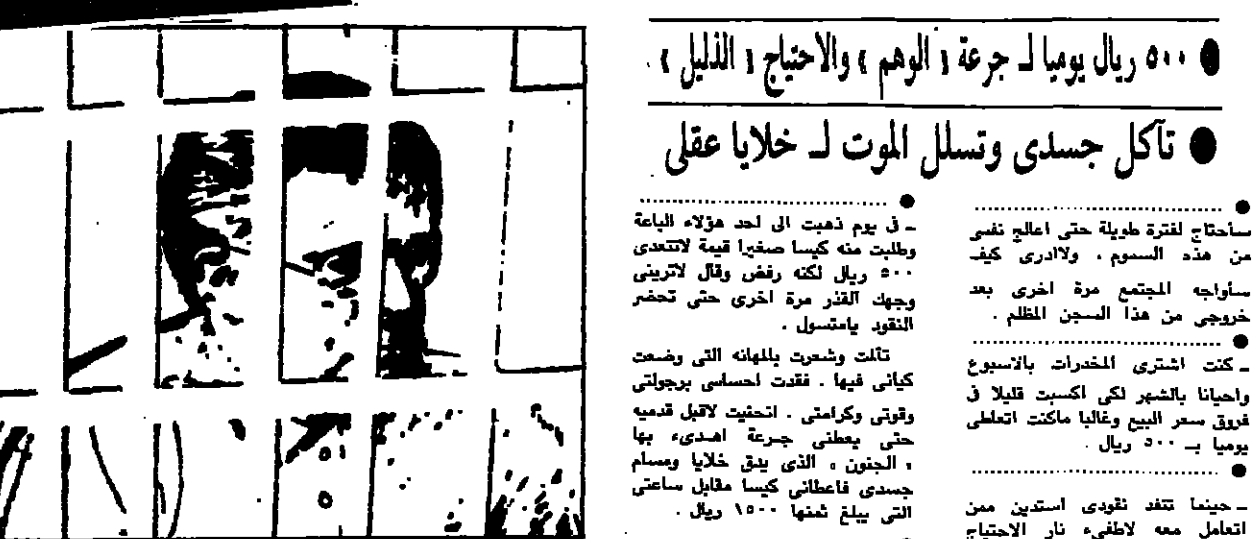 ● ٥٠٠ ريال يوميا لـ جرعة « الوهم » والاحتياج « الذليل » .
● تآكل جسدى وتسلل الموت لـ خلايا عقلى
سأحتاج لفترة طويلة حتى اعالج نفسى
من هذه السموم . ولاادرى كيف
سأواجه المجتمع مرة اخرى بعد
خروجى من هذا السجن المظلم .
ـ كنت اشترى المخدرات بالاسبوع
واحيانا بالشهر لكى اكسبت قليلا فى
فروق سعر البيع وغالبا ماكنت اتعاطى
يوميا بـ ٥٠٠ ريال .
ـ حينما تنفد نقودى استدين ممن
اتعامل معه لاطفىء نار الاحتياج
ـ فى يوم ذهبت الى احد هؤلاء الباعة
وطلبت منه كيسا صغيرا قيمة لاتتعدى
٥٠٠ ريال لكنه رفض وقال لاترينى
وجهك القذر مرة اخرى حتى تحضر
النقود يامتسول .
تألمت وشعرت بالمهانه التى وضعت
كيانى فيها . فقدت احساسى برجولتى
وقوتى وكرامتى . انحنيت لاقبل قدميه
حتى يعطنى جرعة اهدىء بها
« الجنون » الذى يدق خلايا ومسام
جسدى فاعطانى كيسا مقابل ساعتى
التى يبلغ ثمنها ١٥٠٠ ريال .